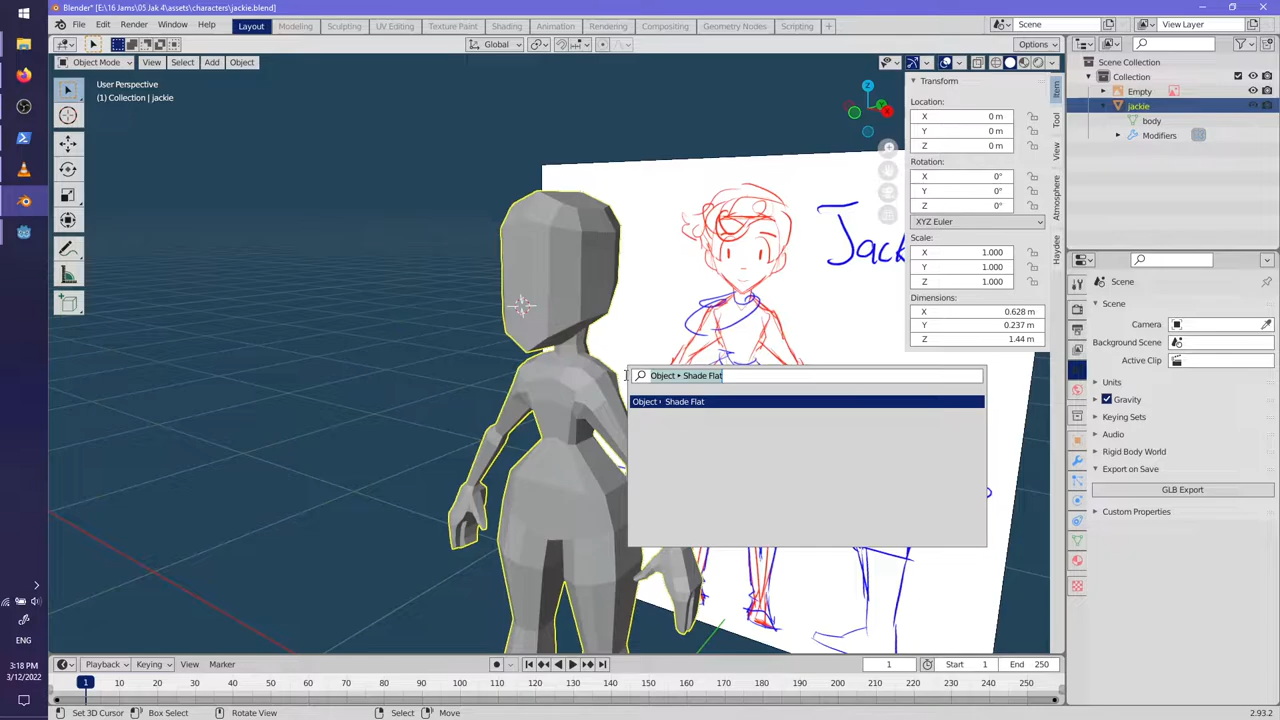 Blender* [E:\16 Jams\05 Jak 4\assets\characters\jackie.blend]
File Edit Render Window Help Layout Modeling Sculpting UV Editing Texture Paint Shading Animation Rendering Compositing Geometry Nodes Scripting + Scene View Layer
Global Options
Object Mode View Select Add Object
User Perspective
(1) Collection | jackie
Z
Y
X
Jack
Transform
Location:
X 0 m
Y 0 m
Z 0 m
Rotation:
X 0°
Y 0°
Z 0°
XYZ Euler
Scale:
X 1.000
Y 1.000
Z 1.000
Dimensions:
X 0.628 m
Y 0.237 m
Z 1.44 m
Item
Tool
View
Atmosphere
Haydee
Object ▸ Shade Flat
Object ▸ Shade Flat
Scene Collection
Collection
Empty
jackie
body
Modifiers
Scene
Scene
Camera
Background Scene
Active Clip
Units
Gravity
Keying Sets
Audio
Rigid Body World
Export on Save
GLB Export
Custom Properties
Playback Keying View Marker 1 Start 1 End 250
1 10 20 30 40 50 60 70 80 90 100 110 120 130 140 150 160 170 180 190 200 210 220 230 240 250
Set 3D Cursor Box Select Rotate View Select Move 2.93.2
ENG
3:18 PM
3/12/2022